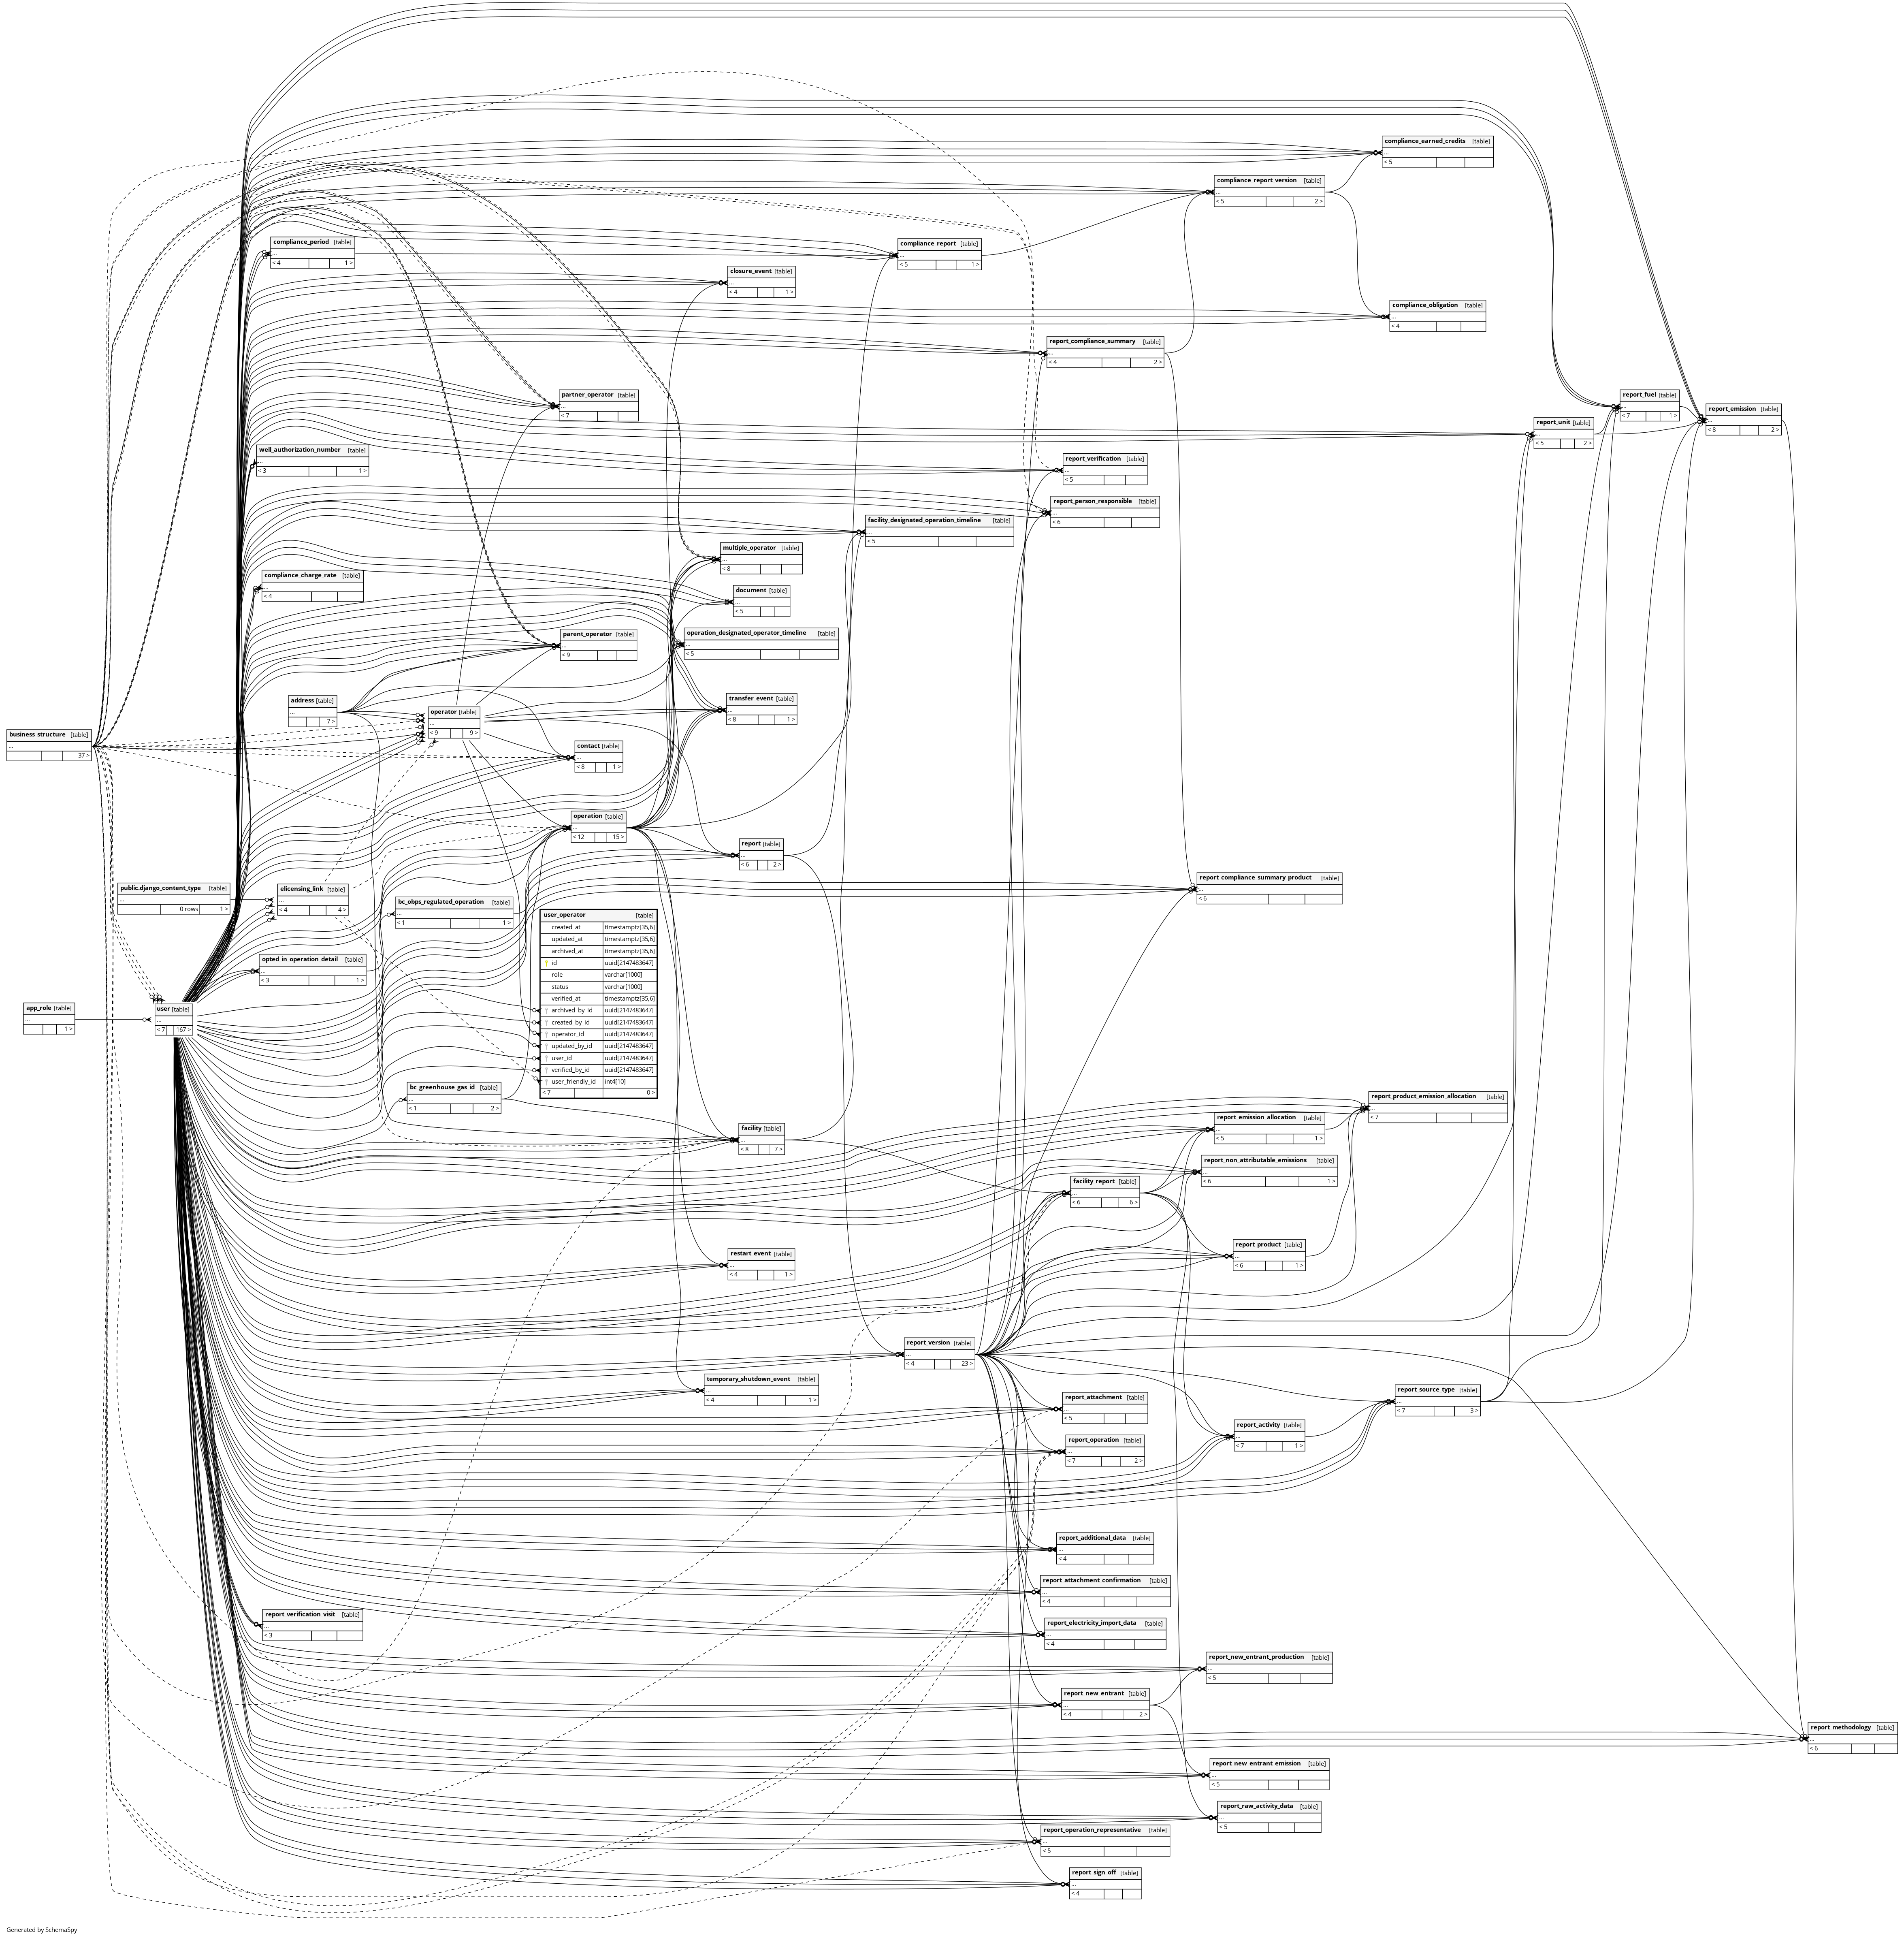 compliance_earned_credits [table]
...
< 5
compliance_report_version [table]
...
< 5 2 >
compliance_period [table]
...
< 4 1 >
compliance_report [table]
...
< 5 1 >
closure_event [table]
...
< 4 1 >
compliance_obligation [table]
...
< 4
report_compliance_summary [table]
...
< 4 2 >
partner_operator [table]
...
< 7
report_fuel [table]
...
< 7 1 >
report_emission [table]
...
< 8 2 >
report_unit [table]
...
< 5 2 >
well_authorization_number [table]
...
< 3 1 >
report_verification [table]
...
< 5
report_person_responsible [table]
...
< 6
facility_designated_operation_timeline [table]
...
< 5
multiple_operator [table]
...
< 8
compliance_charge_rate [table]
...
< 4
document [table]
...
< 5
operation_designated_operator_timeline [table]
...
< 5
parent_operator [table]
...
< 9
address [table]
...
7 >
transfer_event [table]
...
< 8 1 >
operator [table]
...
< 9 9 >
business_structure [table]
...
37 >
contact [table]
...
< 8 1 >
operation [table]
...
< 12 15 >
report [table]
...
< 6 2 >
report_compliance_summary_product [table]
...
< 6
public.django_content_type [table]
...
0 rows 1 >
elicensing_link [table]
...
< 4 4 >
bc_obps_regulated_operation [table]
...
< 1 1 >
user_operator [table]
created_at timestamptz[35,6]
updated_at timestamptz[35,6]
archived_at timestamptz[35,6]
id uuid[2147483647]
role varchar[1000]
status varchar[1000]
verified_at timestamptz[35,6]
archived_by_id uuid[2147483647]
created_by_id uuid[2147483647]
operator_id uuid[2147483647]
updated_by_id uuid[2147483647]
user_id uuid[2147483647]
verified_by_id uuid[2147483647]
user_friendly_id int4[10]
< 7 0 >
opted_in_operation_detail [table]
...
< 3 1 >
app_role [table]
...
1 >
user [table]
...
< 7 167 >
bc_greenhouse_gas_id [table]
...
< 1 2 >
report_product_emission_allocation [table]
...
< 7
report_emission_allocation [table]
...
< 5 1 >
facility [table]
...
< 8 7 >
report_non_attributable_emissions [table]
...
< 6 1 >
facility_report [table]
...
< 6 6 >
report_product [table]
...
< 6 1 >
restart_event [table]
...
< 4 1 >
report_version [table]
...
< 4 23 >
temporary_shutdown_event [table]
...
< 4 1 >
report_source_type [table]
...
< 7 3 >
report_attachment [table]
...
< 5
report_activity [table]
...
< 7 1 >
report_operation [table]
...
< 7 2 >
report_additional_data [table]
...
< 4
report_attachment_confirmation [table]
...
< 4
report_verification_visit [table]
...
< 3
report_electricity_import_data [table]
...
< 4
report_new_entrant_production [table]
...
< 5
report_new_entrant [table]
...
< 4 2 >
report_methodology [table]
...
< 6
report_new_entrant_emission [table]
...
< 5
report_raw_activity_data [table]
...
< 5
report_operation_representative [table]
...
< 5
report_sign_off [table]
...
< 4
Generated by SchemaSpy